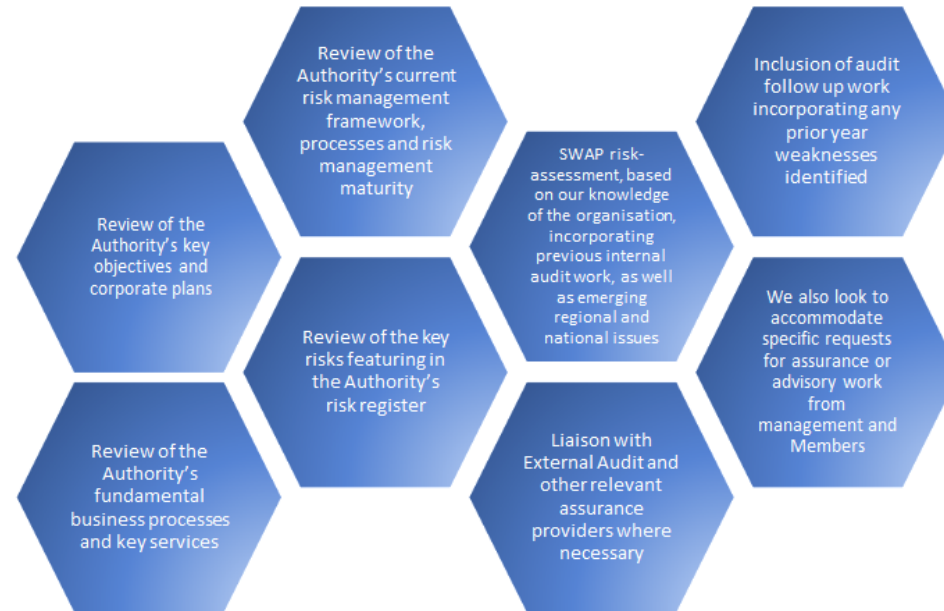 Review of the
Authority's current
risk management
framework,
processes and risk
management
maturity
Inclusion of audit
follow up work
incorporating any
prior year
weaknesses
identified
SWAP risk-
assessment, based
on our knowledge
of the organisation,
incorporating
previous internal
audit work, as well
as emerging
regional and
national issues
Review of the
Authority's key
objectives and
corporate plans
Review of the key
risks featuring in
the Authority's
risk register
We also look to
accommodate
specific requests
for assurance or
advisory work
from
management and
Members
Review of the
Authority's
fundamental
business processes
and key services
Liaison with
External Audit and
other relevant
assurance
providers where
necessary